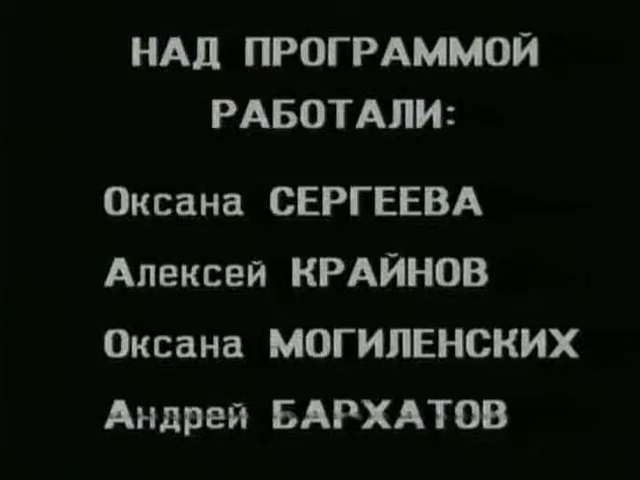 НАД ПРОГРАММОЙ
РАБОТАЛИ:
Оксана СЕРГЕЕВА
Алексей КРАЙНОВ
Оксана МОГИЛЕНСКИХ
Андрей БАРХАТОВ